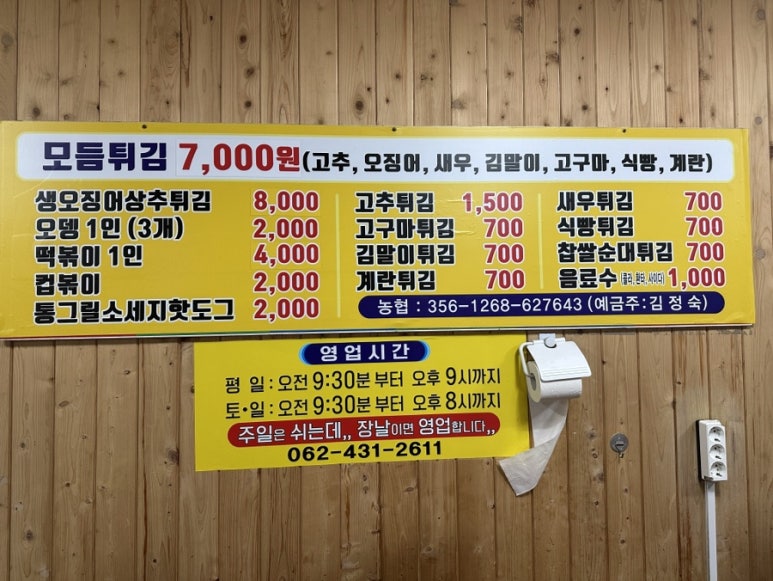 모듬튀김 7,000원(고추, 오징어, 새우, 김말이, 고구마, 식빵, 계란)
생오징어상추튀김 8,000
오뎅 1인 (3개) 2,000
떡볶이 1인 4,000
컵볶이 2,000
통그릴소세지핫도그 2,000
고추튀김 1,500
고구마튀김 700
김말이튀김 700
계란튀김 700
새우튀김 700
식빵튀김 700
찹쌀순대튀김 700
음료수 (콜라, 환타, 사이다) 1,000
농협 : 356-1268-627643 (예금주:김정숙)
영업시간
평 일 : 오전 9:30분 부터 오후 9시까지
토•일 : 오전 9:30분 부터 오후 8시까지
주일은 쉬는데,, 장날이면 영업합니다,,
062-431-2611